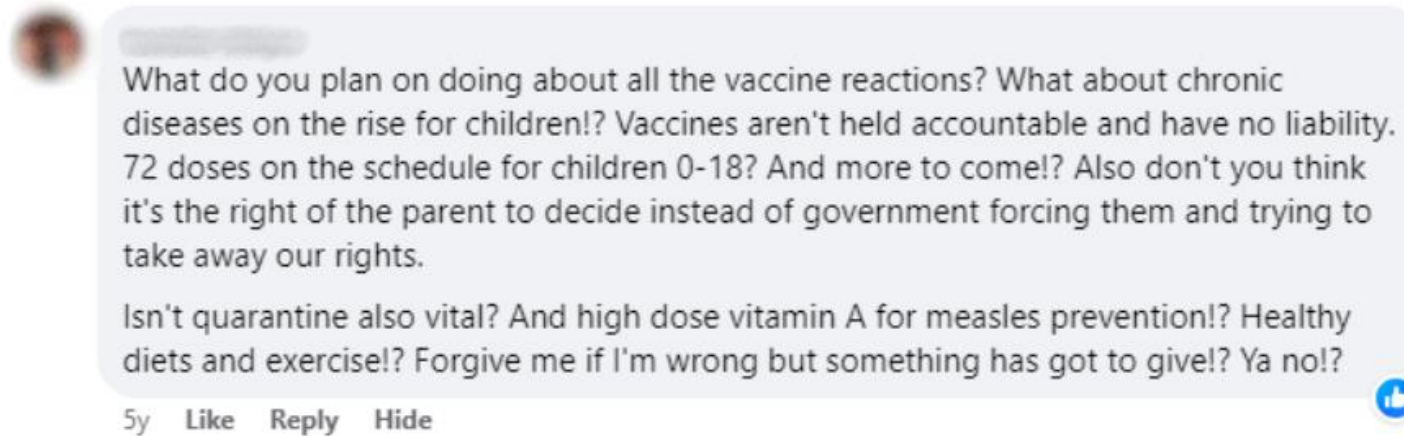 What do you plan on doing about all the vaccine reactions? What about chronic
diseases on the rise for children!? Vaccines aren't held accountable and have no liability.
72 doses on the schedule for children 0-18? And more to come!? Also don't you think
it's the right of the parent to decide instead of government forcing them and trying to
take away our rights.
Isn't quarantine also vital? And high dose vitamin A for measles prevention!? Healthy
diets and exercise!? Forgive me if I'm wrong but something has got to give!? Ya no!?
5y Like Reply Hide